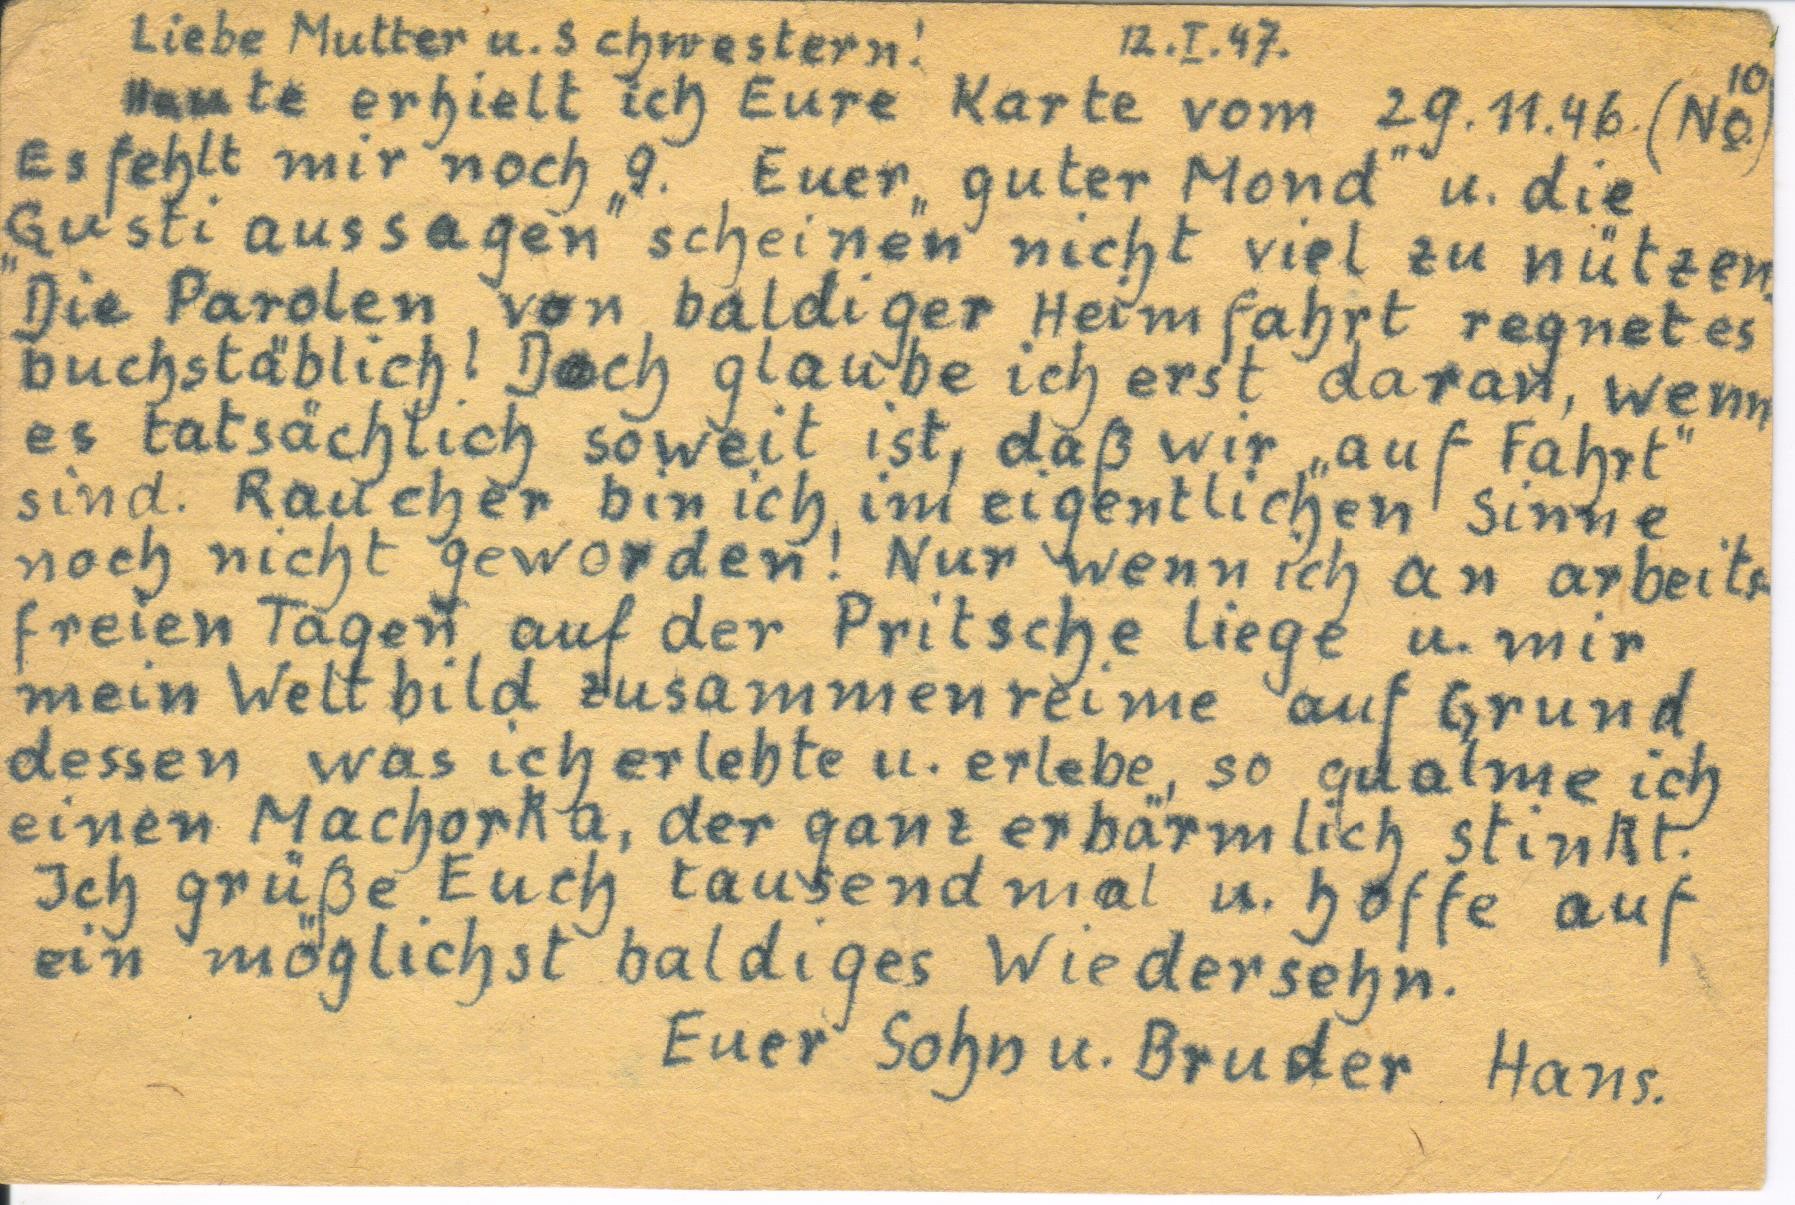 Liebe Mutter u. Schwestern! 12.I.47.
Heute erhielt ich Eure Karte vom 29.11.46. (No. 10)
Es fehlt mir noch 9. Euer „guter Mond" u. die
„Gusti aussagen" scheinen nicht viel zu nützen.
Die Parolen von baldiger Heimfahrt regnet es
buchstäblich! Doch glaube ich erst daran, wenn
es tatsächlich soweit ist, daß wir „auf Fahrt"
sind. Raucher bin ich im eigentlichen Sinne
noch nicht geworden! Nur wenn ich an arbeits-
freien Tagen auf der Pritsche liege u. mir
mein Weltbild zusammenreime auf Grund
dessen was ich erlebte u. erlebe, so qualme ich
einen Machorka, der ganz erbärmlich stinkt.
Ich grüße Euch tausendmal u. hoffe auf
ein möglichst baldiges Wiedersehn.
Euer Sohn u. Bruder Hans.